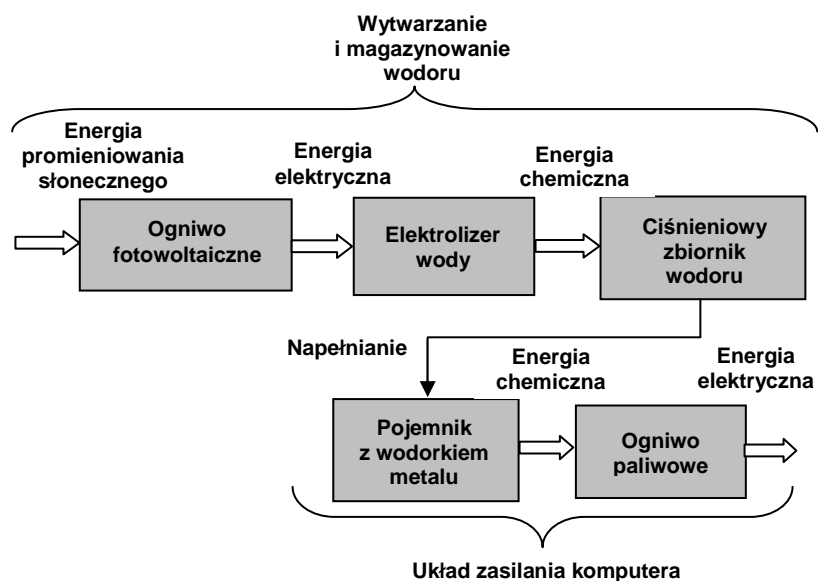 Wytwarzanie
i magazynowanie
wodoru
Energia
promieniowania
słonecznego
Energia
elektryczna
Energia
chemiczna
Ogniwo
fotowoltaiczne
Elektrolizer
wody
Ciśnieniowy
zbiornik
wodoru
Napełnianie
Energia
chemiczna
Energia
elektryczna
Pojemnik
z wodorkiem
metalu
Ogniwo
paliwowe
Układ zasilania komputera